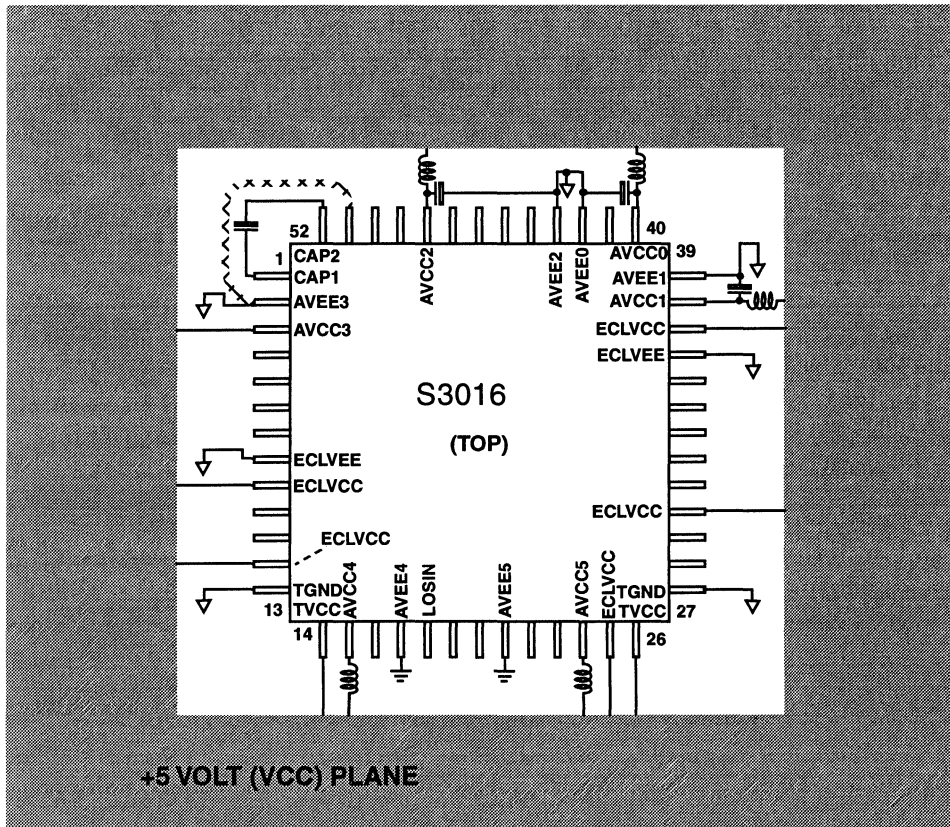 52
40
1
CAP2
AVCC2
AVEE2
AVEE0
AVCC0
39
CAP1
AVEE1
AVEE3
AVCC1
AVCC3
ECLVCC
ECLVEE
S3016
(TOP)
ECLVEE
ECLVCC
ECLVCC
ECLVCC
AVCC4
AVEE4
LOSIN
AVEE5
AVCC5
ECLVCC
TGND
TGND
13
TVCC
TVCC
27
14
26
+5 VOLT (VCC) PLANE